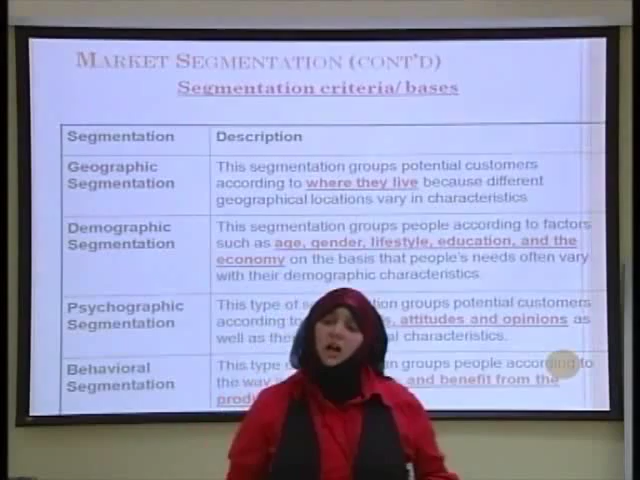 MARKET SEGMENTATION (CONT'D)
Segmentation criteria/ bases
Segmentation
Description
Geographic
Segmentation
This segmentation groups potential customers
according to where they live because different
geographical locations vary in characteristics
Demographic
Segmentation
This segmentation groups people according to factors
such as age, gender, lifestyle, education, and the
economy on the basis that people's needs often vary
with their demographic characteristics.
Psychographic
Segmentation
This type of groups potential customers
according to attitudes and opinions as
well as characteristics.
Behavioral
Segmentation
This type groups people according to
the way and benefit from the